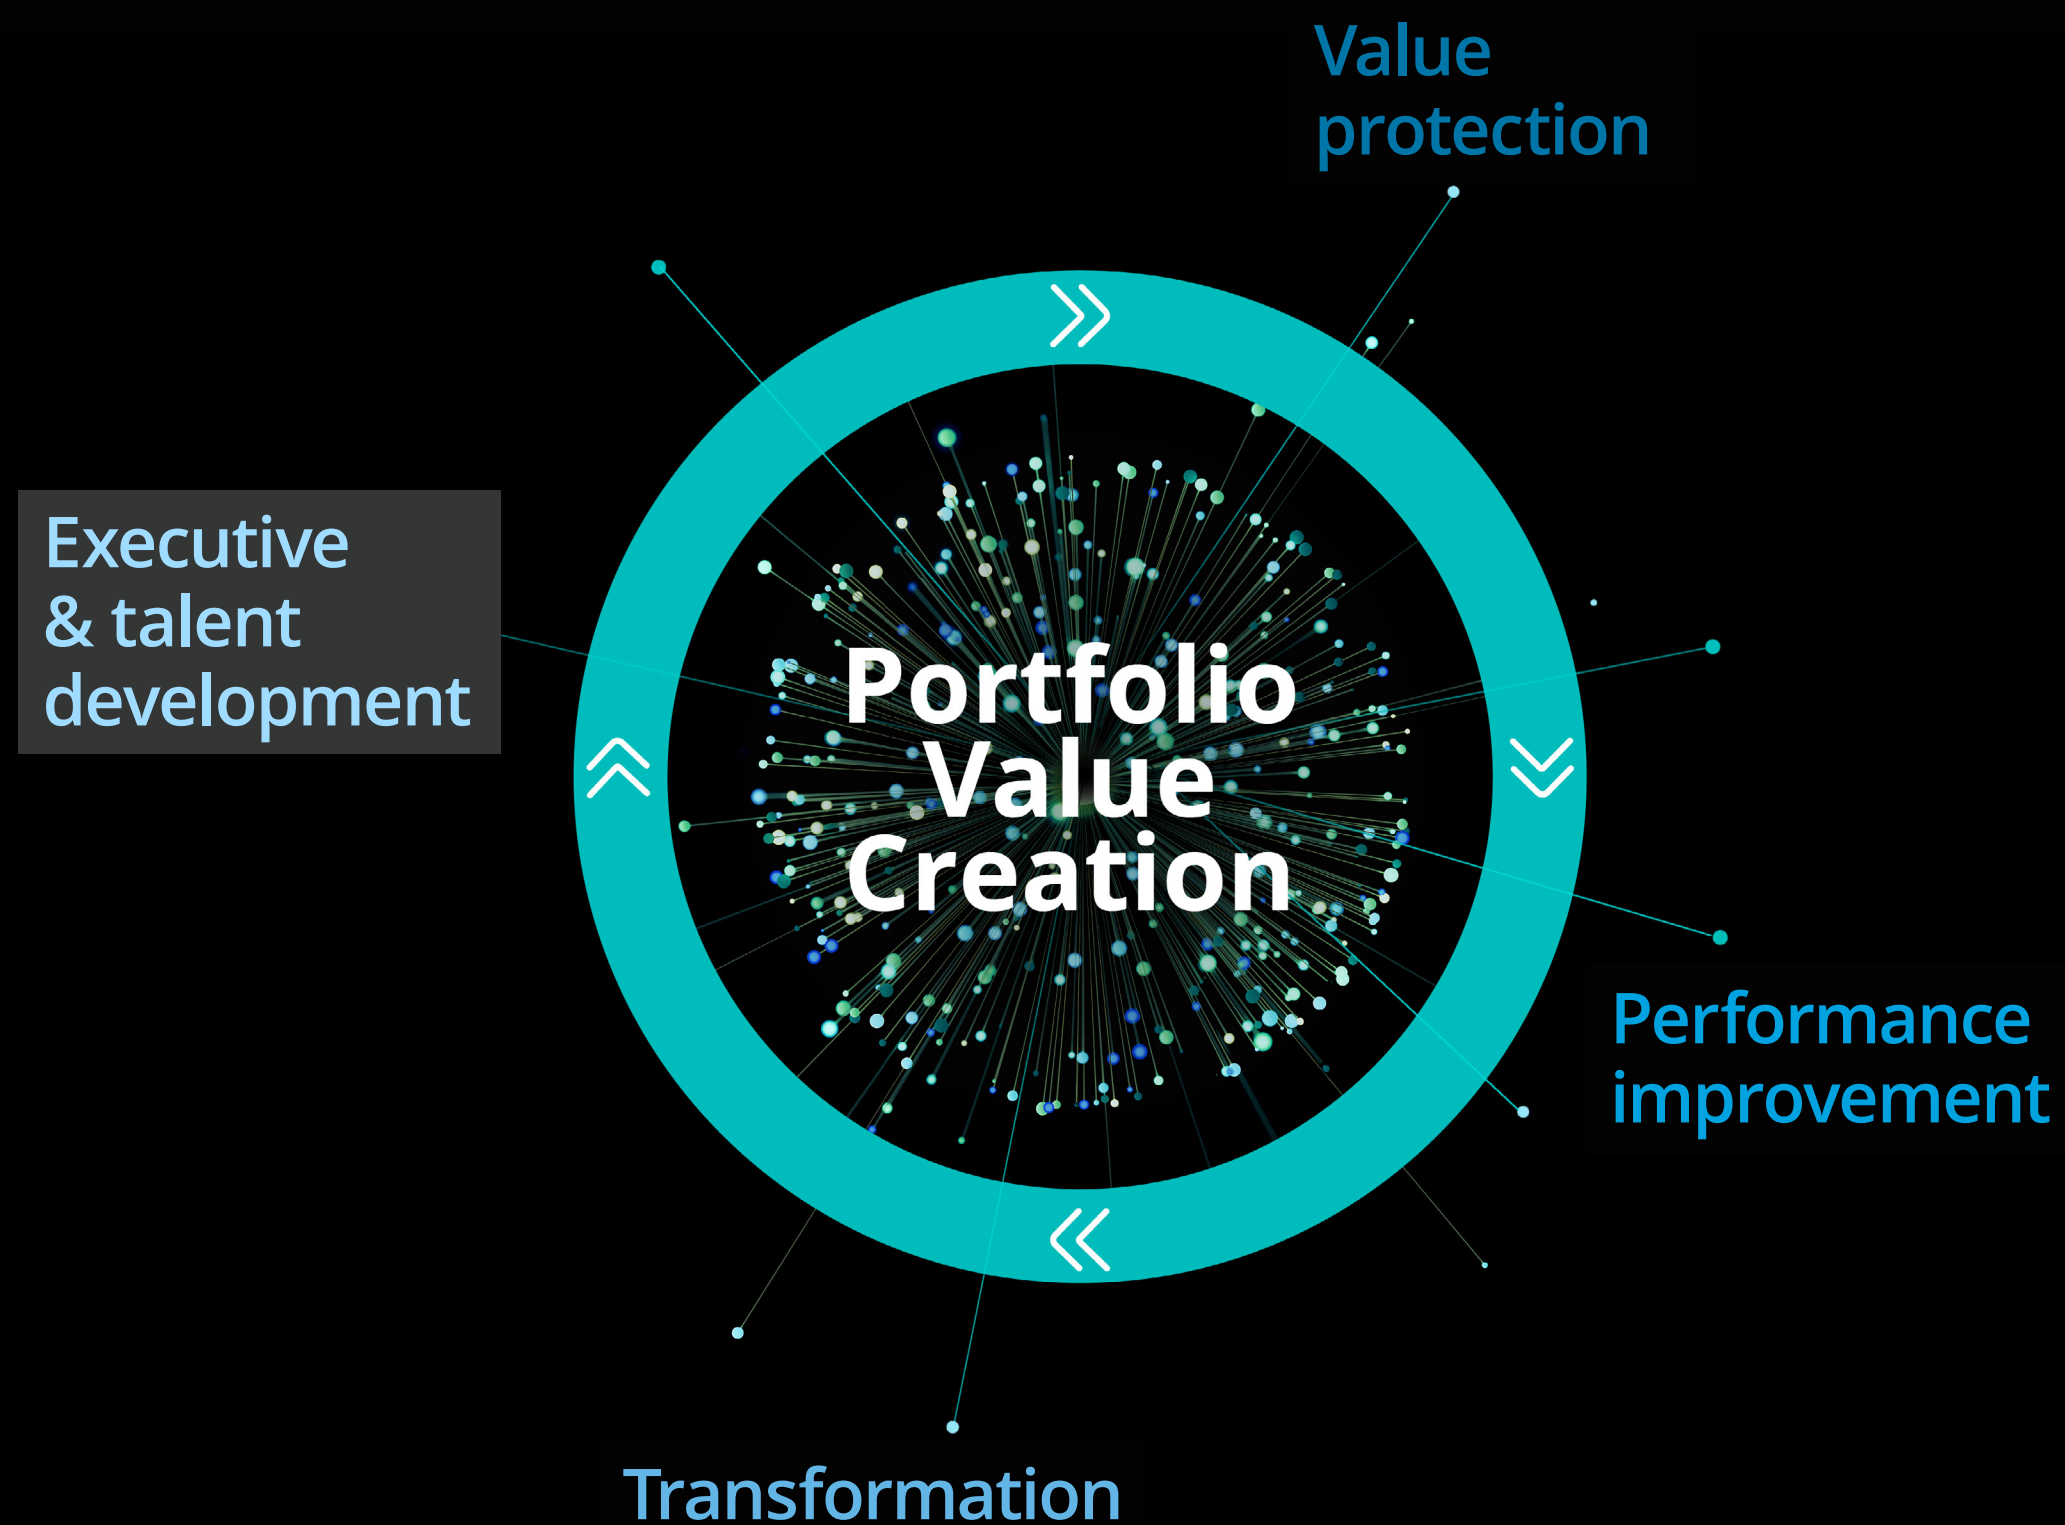 Value
protection
Executive
& talent
development
Portfolio
Value
Creation
Performance
improvement
Transformation